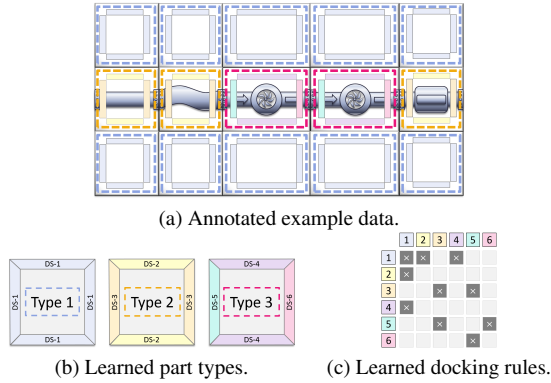 (a) Annotated example data.
DS-1
DS-1
Type 1
DS-1
DS-1
DS-2
DS-3
Type 2
DS-3
DS-2
DS-4
DS-5
Type 3
DS-6
DS-4
1 2 3 4 5 6
1 × × ×
2 ×
3 × ×
4 ×
5 × ×
6 ×
(b) Learned part types.
(c) Learned docking rules.